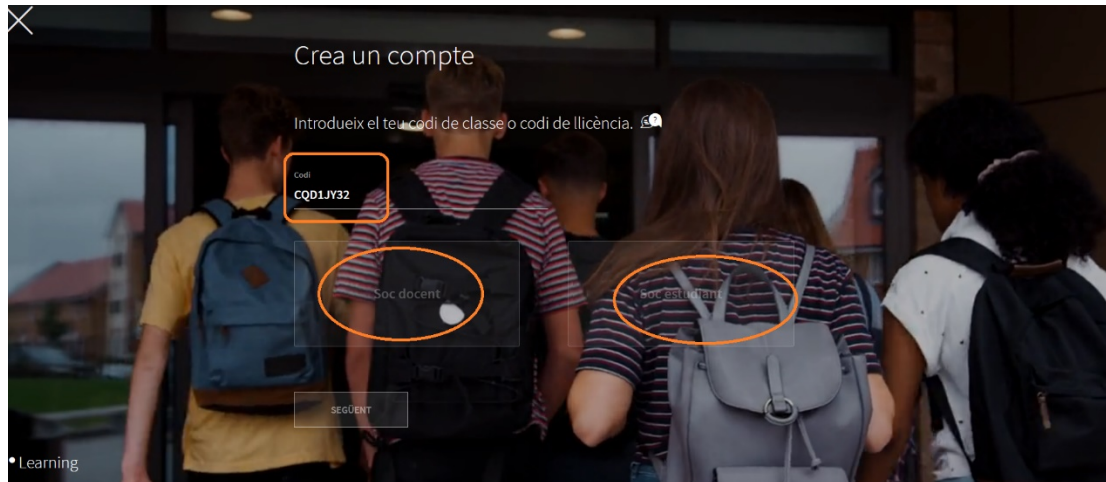 Crea un compte
Introdueix el teu codi de classe o codi de llicència.
Codi
CQD1JY32
Soc docent
Soc estudiant
SEGÜENT
Learning